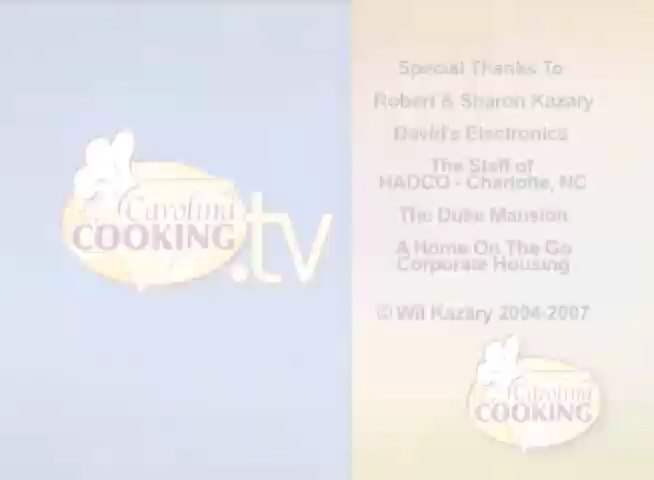 Carolina
COOKING
.tv
Special Thanks To
Robert & Sharon Kazary
David's Electronics
The Staff of
HADCO - Charlotte, NC
The Duke Mansion
A Home On The Go
Corporate Housing
© Wil Kazary 2004-2007
Carolina
COOKING